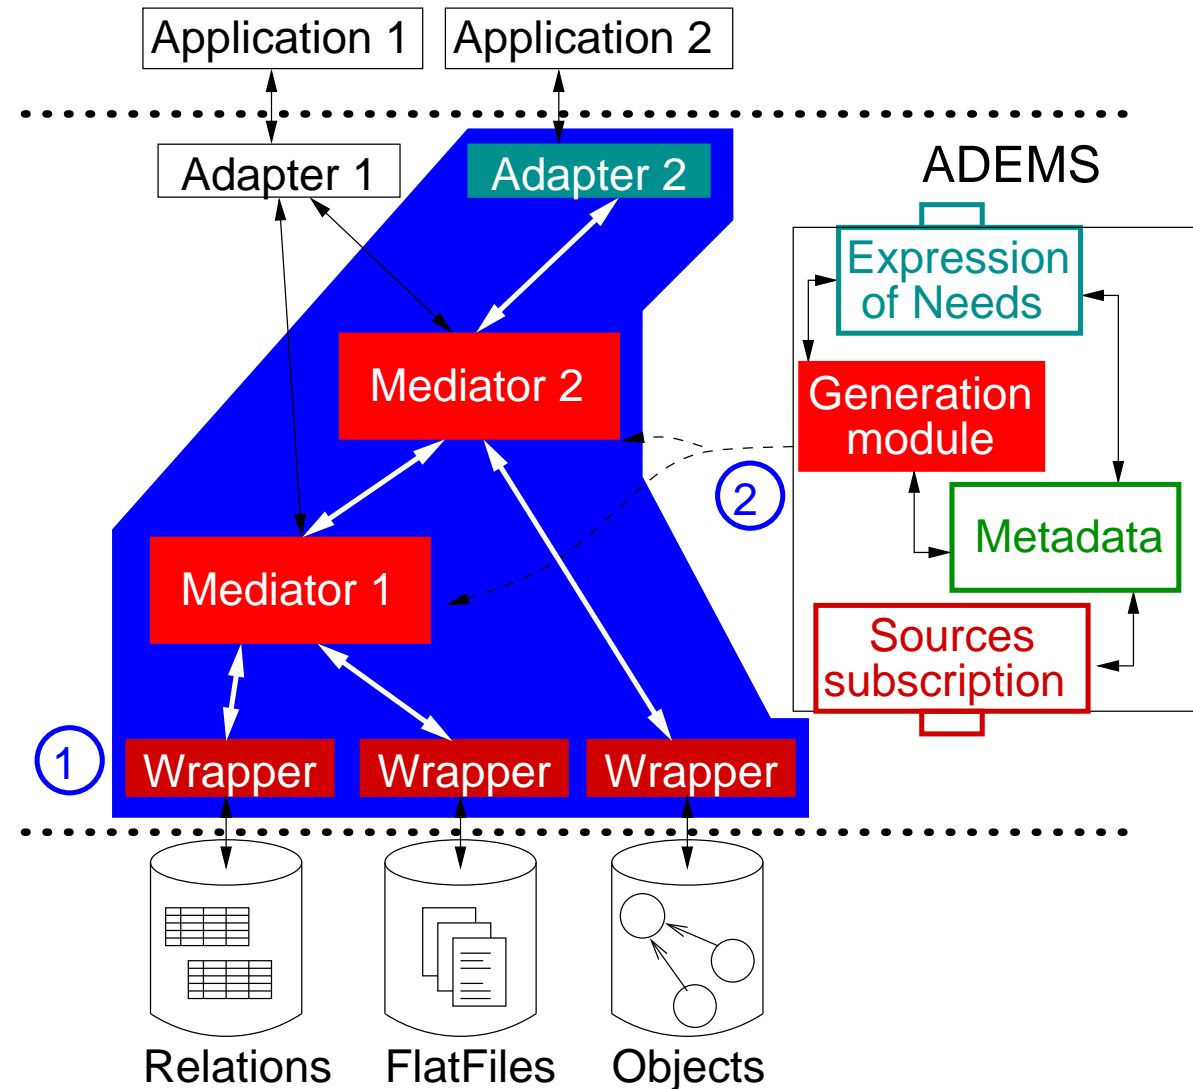 Application 1
Application 2
Adapter 1
Adapter 2
ADEMS
Expression
of Needs
Mediator 2
Generation
module
2
Metadata
Mediator 1
Sources
subscription
1
Wrapper
Wrapper
Wrapper
Relations
FlatFiles
Objects